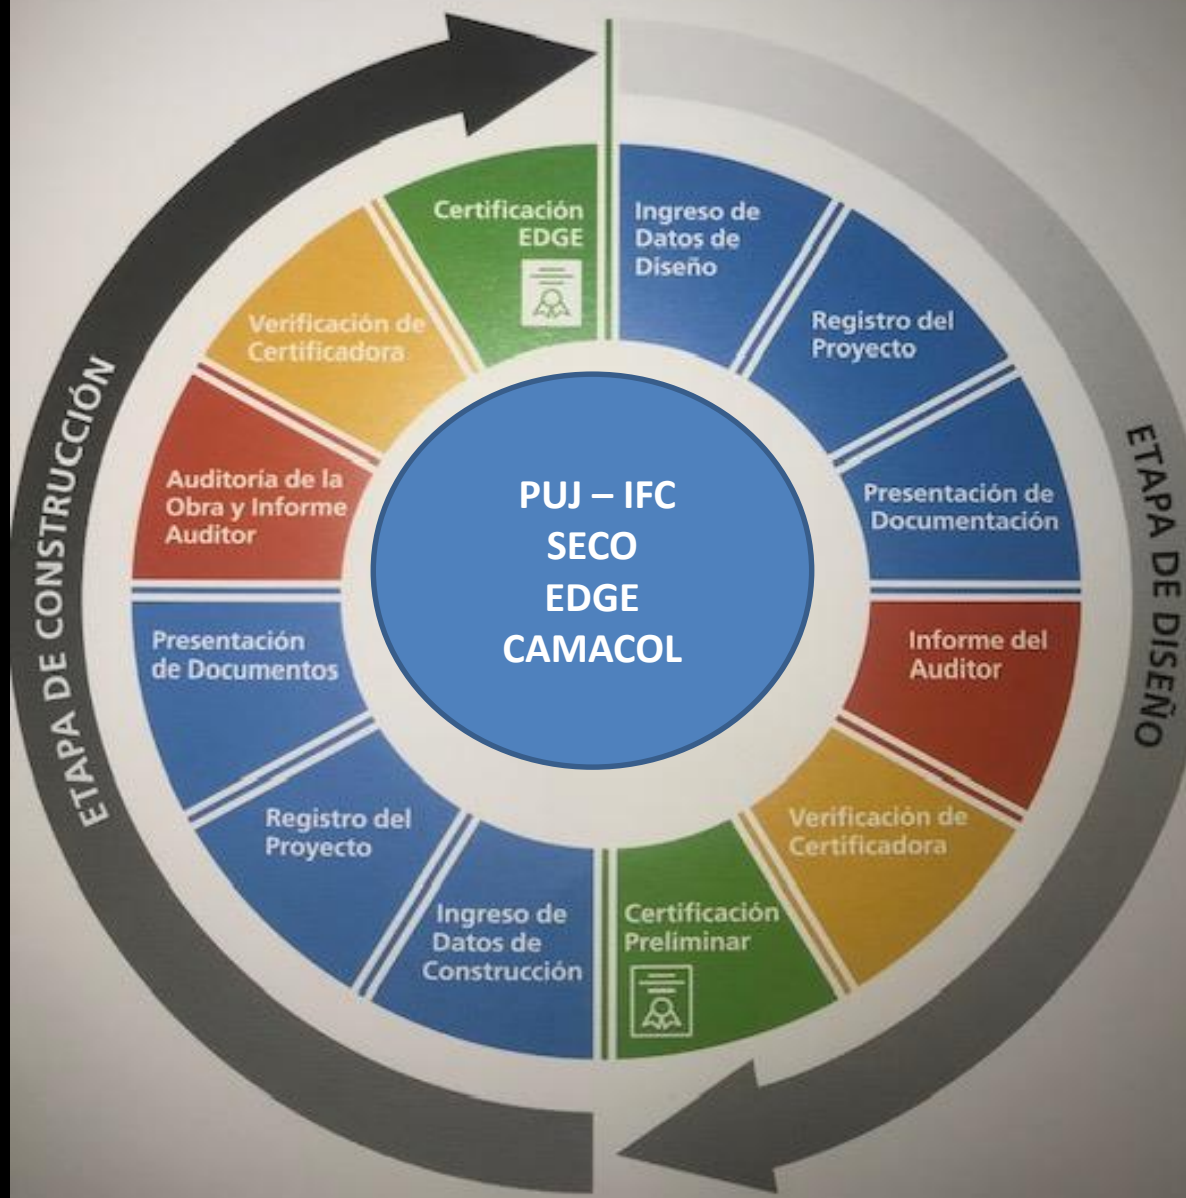 Ingreso de
Datos de
Diseño
Registro del
Proyecto
Presentación de
Documentación
Informe del
Auditor
Verificación de
Certificadora
Certificación
Preliminar
Ingreso de
Datos de
Construcción
Registro del
Proyecto
Presentación
de Documentos
Auditoría de la
Obra y Informe
Auditor
Verificación de
Certificadora
Certificación
EDGE
ETAPA DE DISEÑO
ETAPA DE CONSTRUCCIÓN
PUJ – IFC
SECO
EDGE
CAMACOL